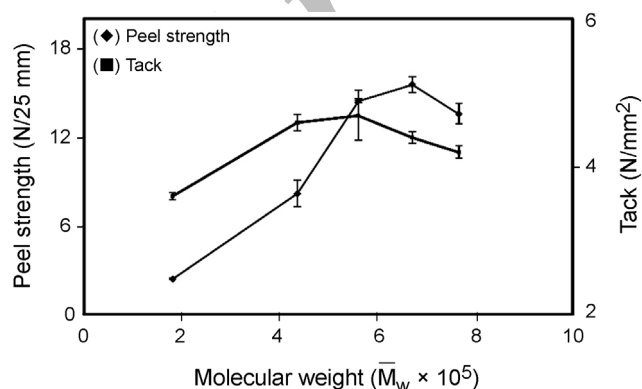 (♦) Peel strength
(■) Tack
Peel strength (N/25 mm)
18
12
6
0
Tack (N/mm²)
6
4
2
0
2
4
6
8
10
Molecular weight (M̅w × 10⁵)